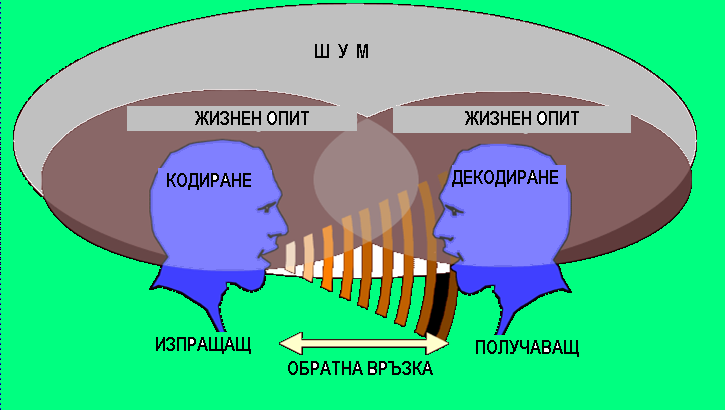 Ш У М
ЖИЗНЕН ОПИТ
ЖИЗНЕН ОПИТ
КОДИРАНЕ
ДЕКОДИРАНЕ
ИЗПРАЩАЩ
ПОЛУЧАВАЩ
ОБРАТНА ВРЪЗКА